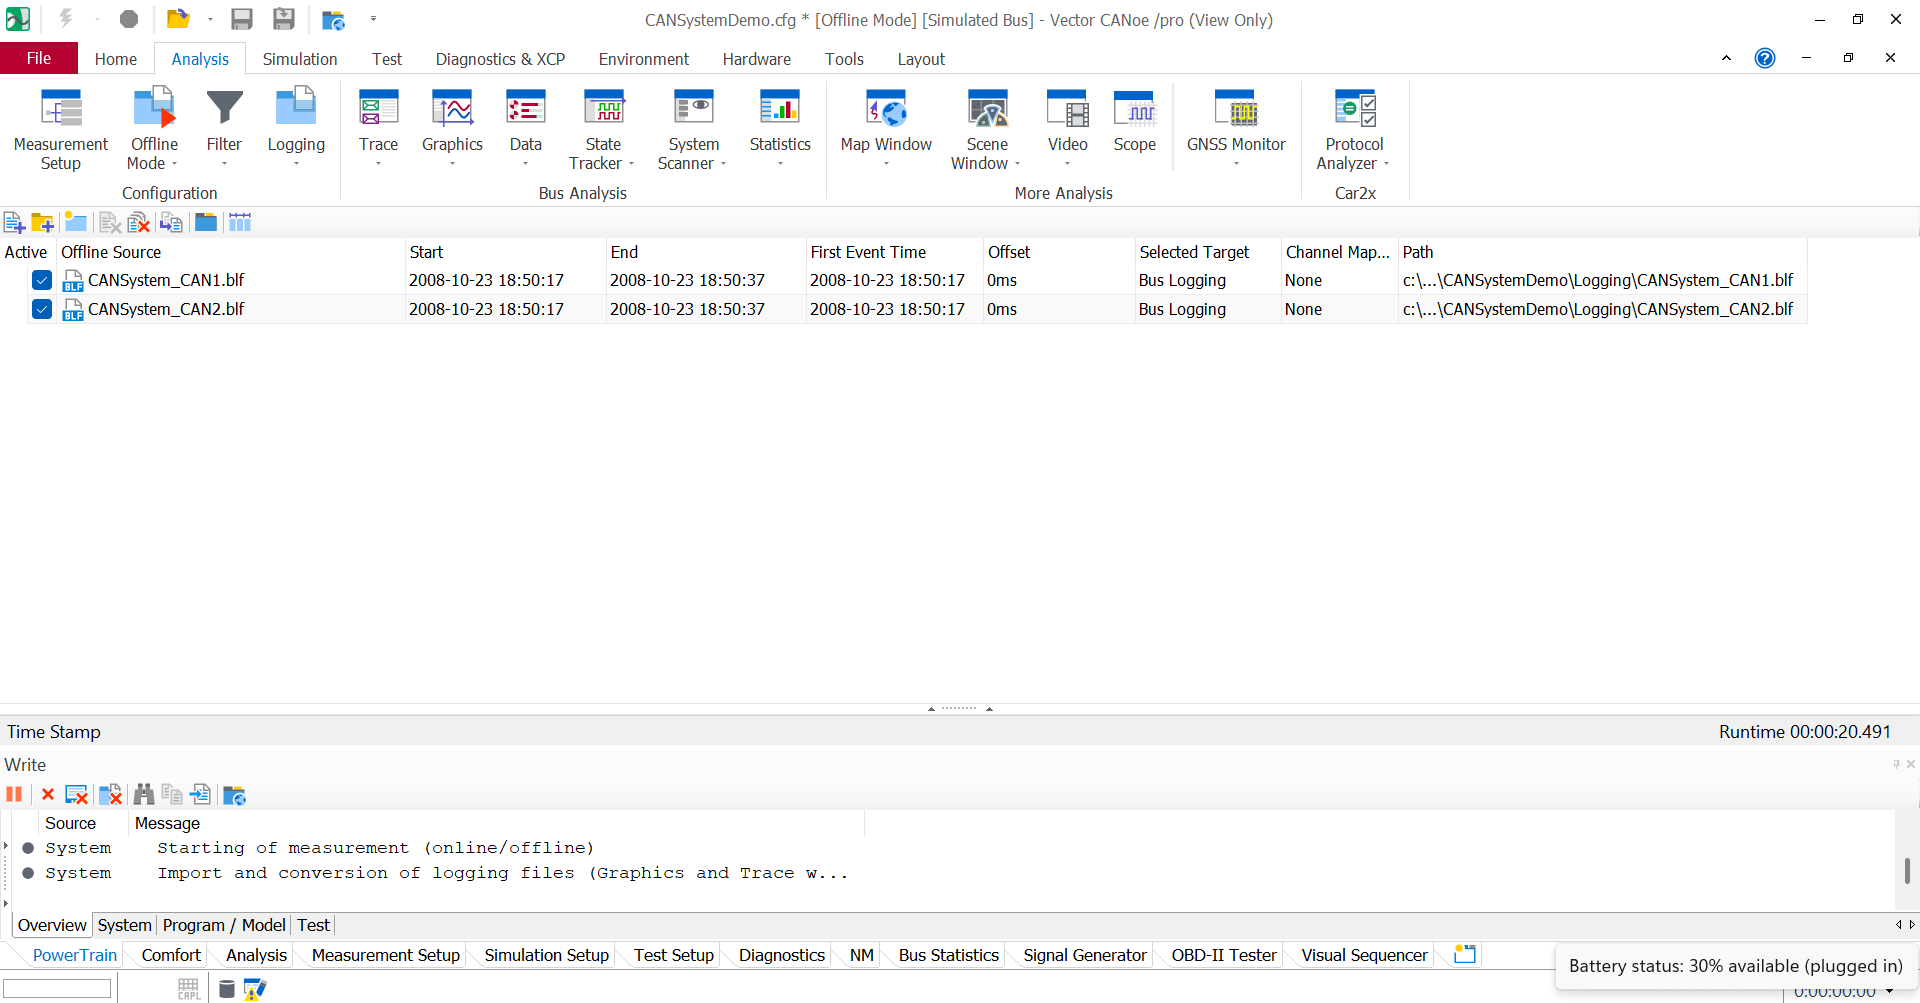 CANSystemDemo.cfg * [Offline Mode] [Simulated Bus] - Vector CANoe /pro (View Only)
File Home Analysis Simulation Test Diagnostics & XCP Environment Hardware Tools Layout
Measurement Setup Offline Mode Filter Logging Trace Graphics Data State Tracker System Scanner Statistics Map Window Scene Window Video Scope GNSS Monitor Protocol Analyzer
Configuration Bus Analysis More Analysis Car2x
Active Offline Source Start End First Event Time Offset Selected Target Channel Map... Path
BLF CANSystem_CAN1.blf 2008-10-23 18:50:17 2008-10-23 18:50:37 2008-10-23 18:50:17 0ms Bus Logging None c:\...\CANSystemDemo\Logging\CANSystem_CAN1.blf
BLF CANSystem_CAN2.blf 2008-10-23 18:50:17 2008-10-23 18:50:37 2008-10-23 18:50:17 0ms Bus Logging None c:\...\CANSystemDemo\Logging\CANSystem_CAN2.blf
Time Stamp Runtime 00:00:20.491
Write
Source Message
System Starting of measurement (online/offline)
System Import and conversion of logging files (Graphics and Trace w...
Overview System Program / Model Test
PowerTrain Comfort Analysis Measurement Setup Simulation Setup Test Setup Diagnostics NM Bus Statistics Signal Generator OBD-II Tester Visual Sequencer
Battery status: 30% available (plugged in)
CAPL 0:00:00:00